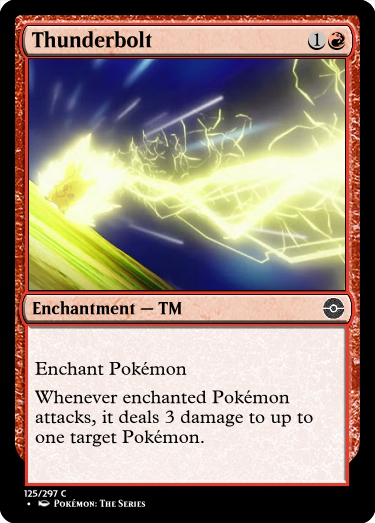 Thunderbolt 1
Enchantment — TM
Enchant Pokémon
Whenever enchanted Pokémon
attacks, it deals 3 damage to up to
one target Pokémon.
125/297 C
• Pokémon: The Series